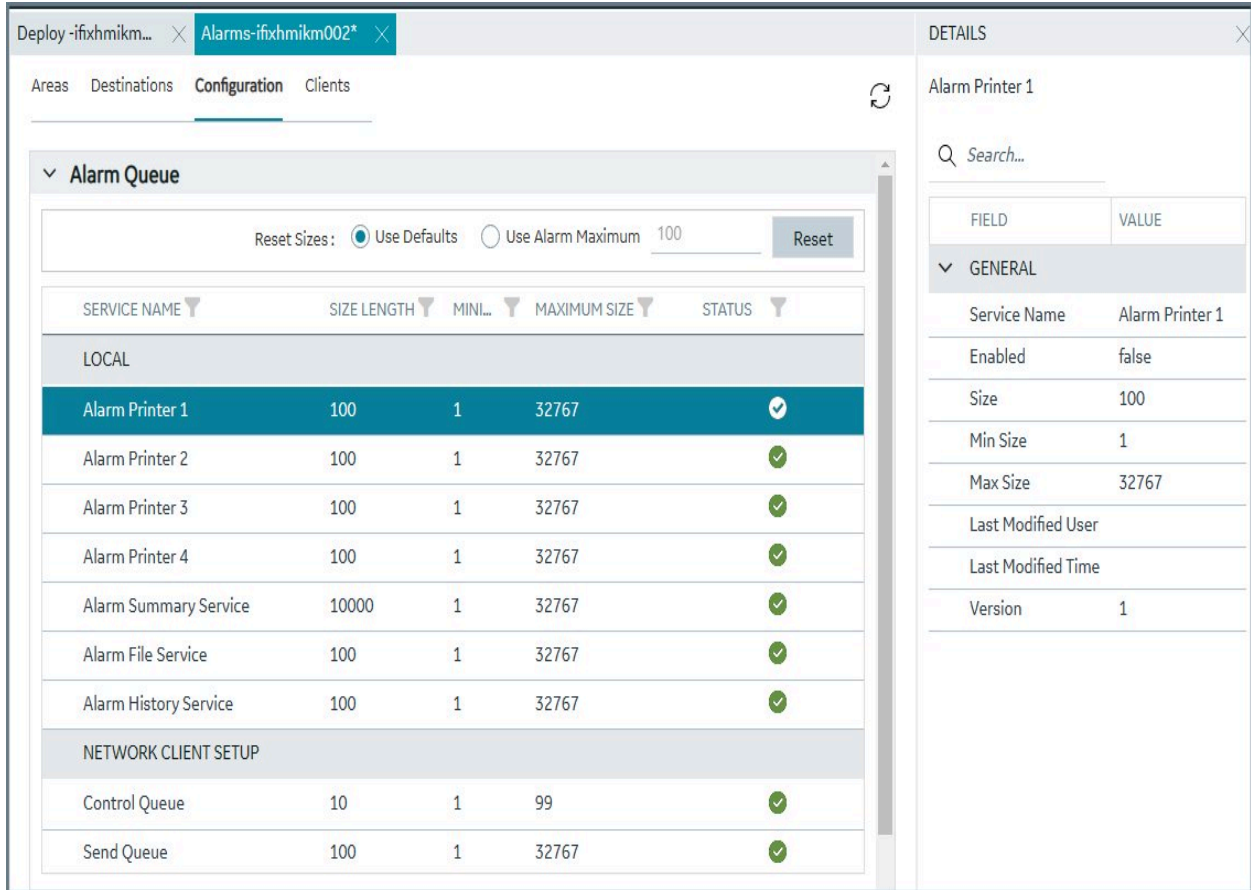 Deploy -ifixhmikm...
Alarms-ifixhmikm002*
Areas Destinations Configuration Clients
Alarm Queue
Reset Sizes : Use Defaults Use Alarm Maximum 100 Reset
SERVICE NAME SIZE LENGTH MINI... MAXIMUM SIZE STATUS
LOCAL
Alarm Printer 1 100 1 32767
Alarm Printer 2 100 1 32767
Alarm Printer 3 100 1 32767
Alarm Printer 4 100 1 32767
Alarm Summary Service 10000 1 32767
Alarm File Service 100 1 32767
Alarm History Service 100 1 32767
NETWORK CLIENT SETUP
Control Queue 10 1 99
Send Queue 100 1 32767
DETAILS
Alarm Printer 1
Search...
FIELD VALUE
GENERAL
Service Name Alarm Printer 1
Enabled false
Size 100
Min Size 1
Max Size 32767
Last Modified User
Last Modified Time
Version 1